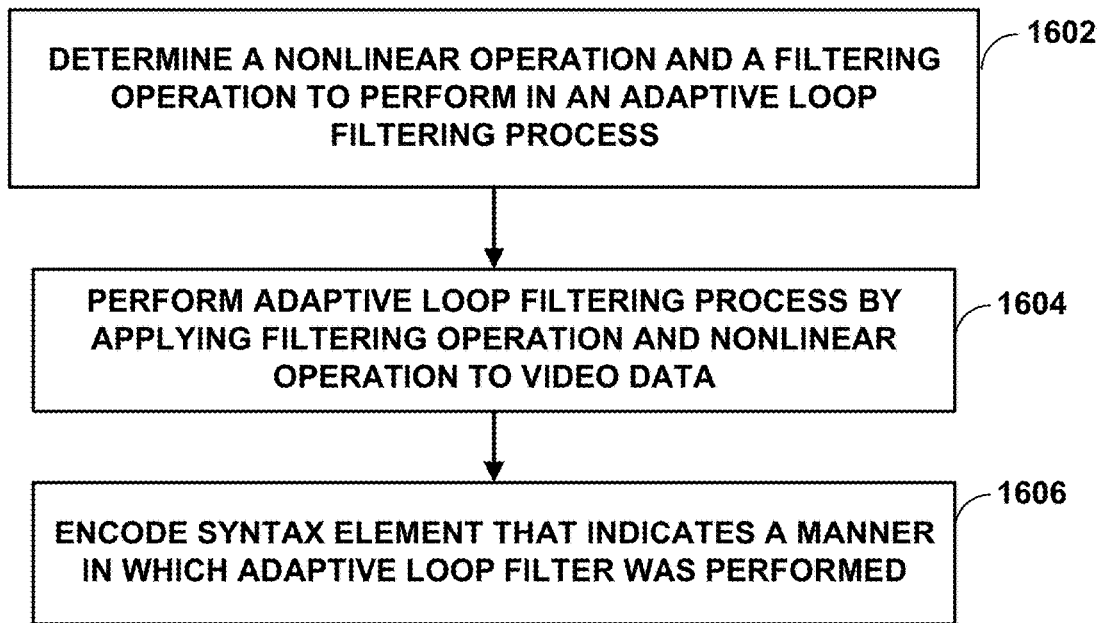 DETERMINE A NONLINEAR OPERATION AND A FILTERING
OPERATION TO PERFORM IN AN ADAPTIVE LOOP
FILTERING PROCESS
1602
PERFORM ADAPTIVE LOOP FILTERING PROCESS BY
APPLYING FILTERING OPERATION AND NONLINEAR
OPERATION TO VIDEO DATA
1604
ENCODE SYNTAX ELEMENT THAT INDICATES A MANNER
IN WHICH ADAPTIVE LOOP FILTER WAS PERFORMED
1606